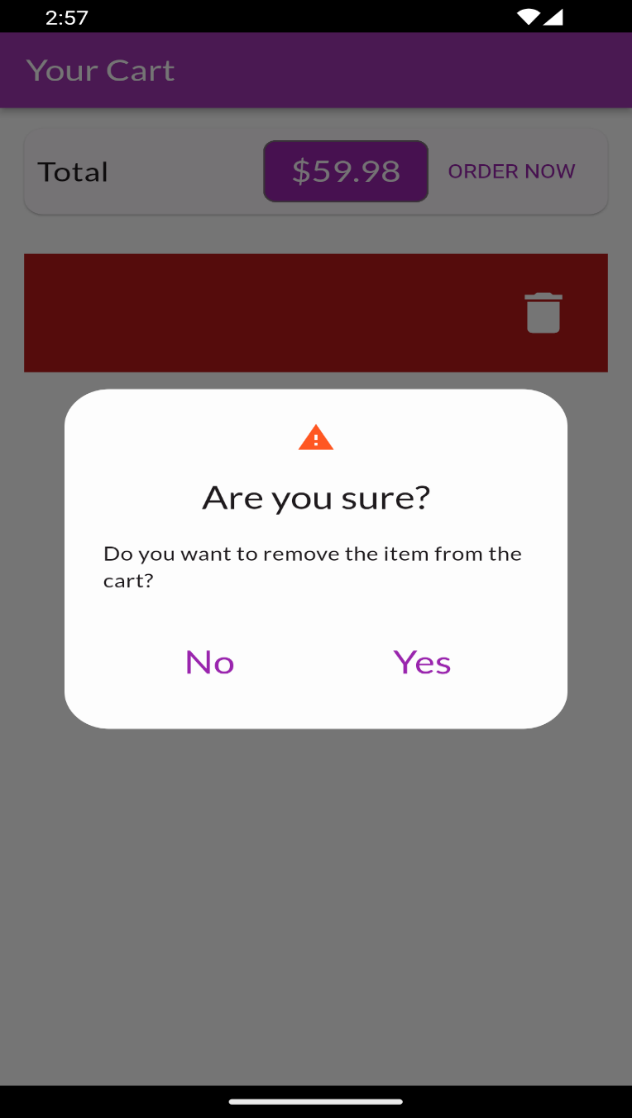 2:57
Your Cart
Total $59.98 ORDER NOW
Are you sure?
Do you want to remove the item from the
cart?
No Yes